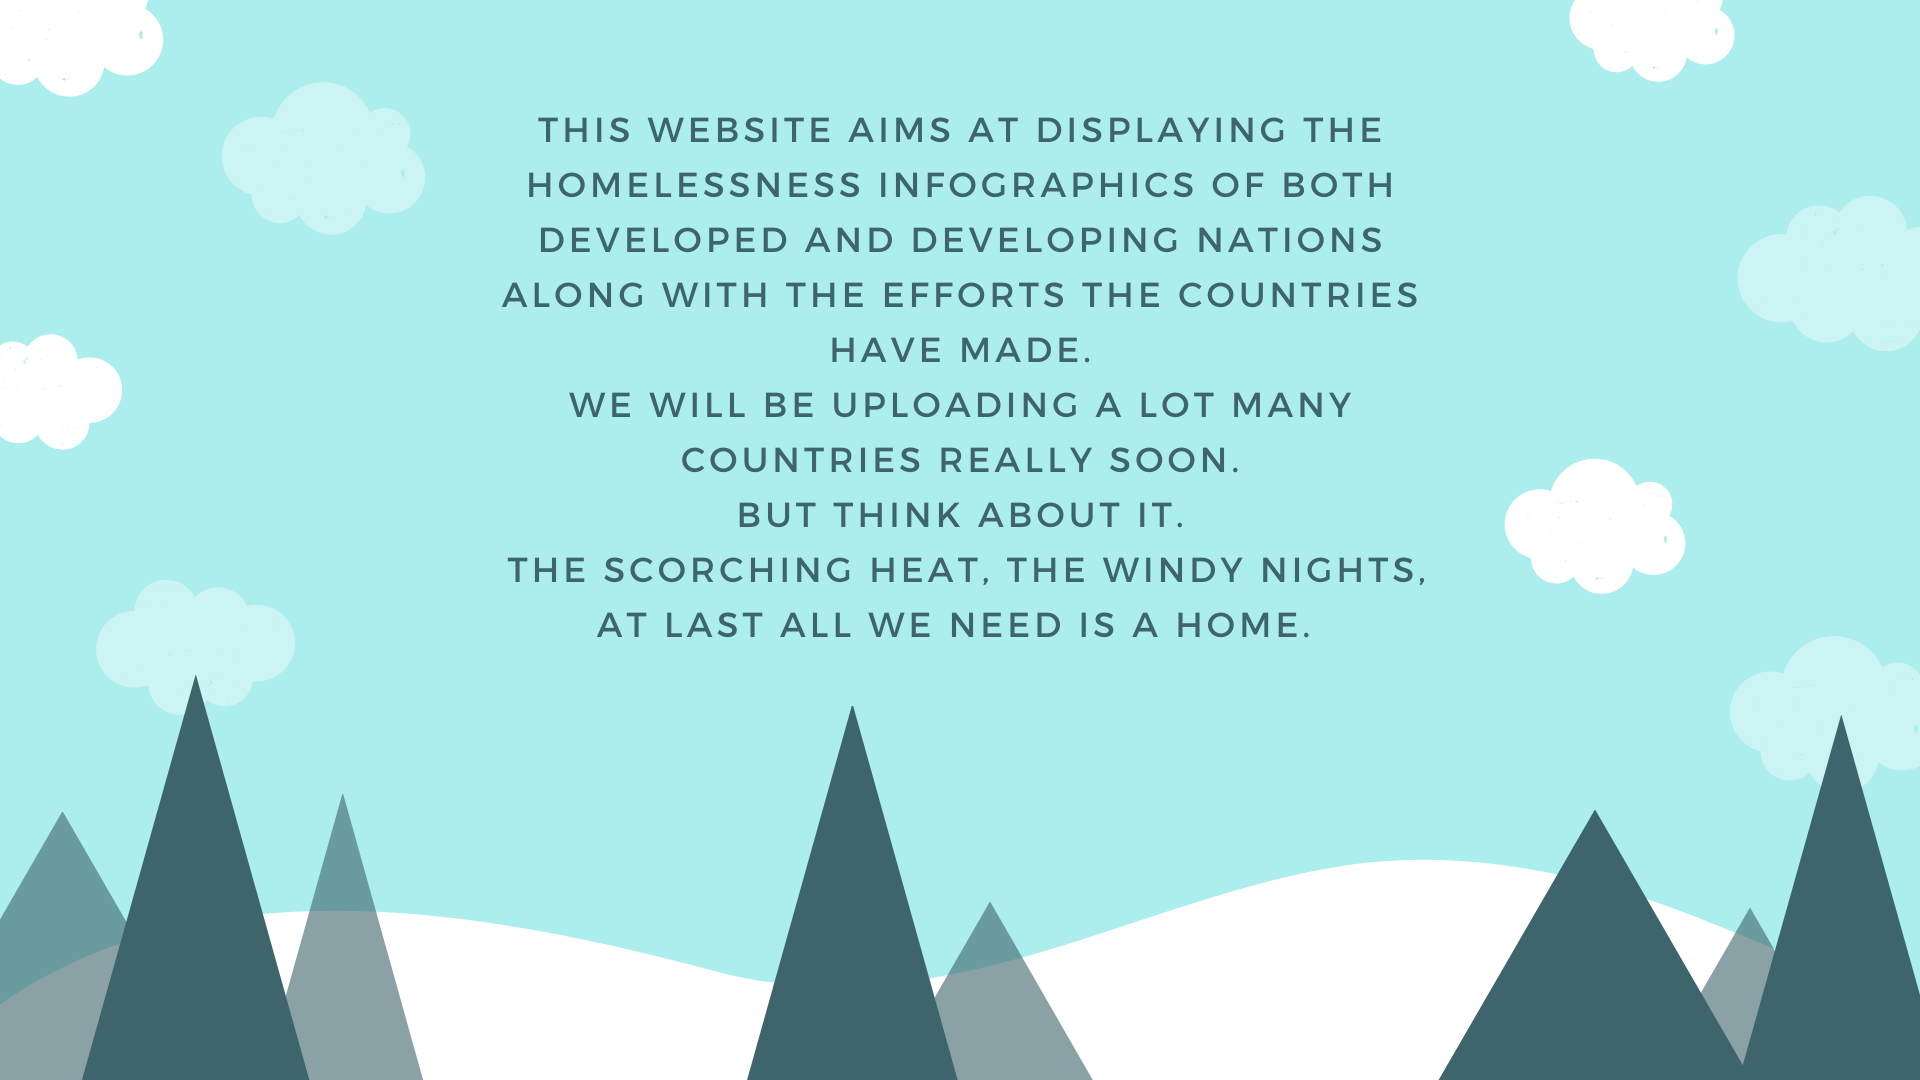 THIS WEBSITE AIMS AT DISPLAYING THE
HOMELESSNESS INFOGRAPHICS OF BOTH
DEVELOPED AND DEVELOPING NATIONS
ALONG WITH THE EFFORTS THE COUNTRIES
HAVE MADE.
WE WILL BE UPLOADING A LOT MANY
COUNTRIES REALLY SOON.
BUT THINK ABOUT IT.
THE SCORCHING HEAT, THE WINDY NIGHTS,
AT LAST ALL WE NEED IS A HOME.